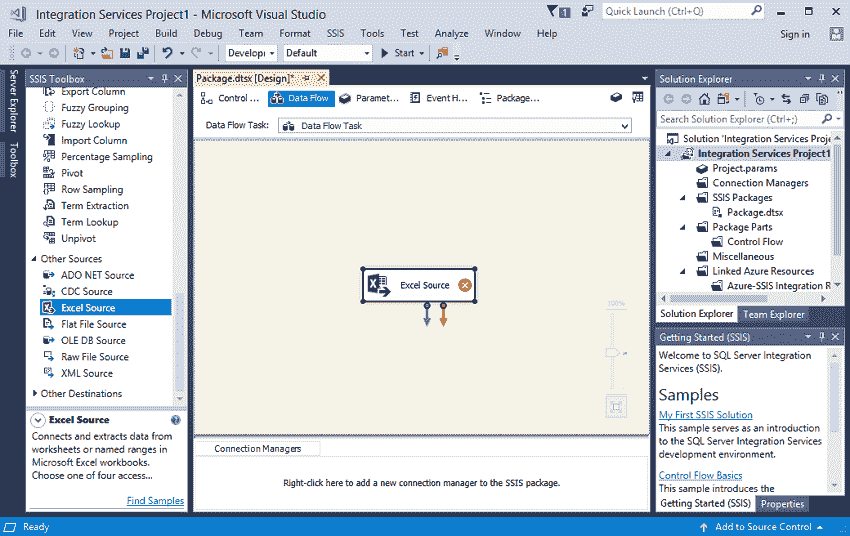 Integration Services Project1 - Microsoft Visual Studio
1
Quick Launch (Ctrl+Q)
File Edit View Project Build Debug Team Format SSIS Tools Test Analyze Window Help
Sign in
Developi Default Start
Server Explorer
Toolbox
SSIS Toolbox
Export Column
Fuzzy Grouping
Fuzzy Lookup
Import Column
Percentage Sampling
Pivot
Row Sampling
Term Extraction
Term Lookup
Unpivot
Other Sources
ADO NET Source
CDC Source
Excel Source
Flat File Source
OLE DB Source
Raw File Source
XML Source
Other Destinations
Excel Source
Connects and extracts data from
worksheets or named ranges in
Microsoft Excel workbooks.
Choose one of four access...
Find Samples
Package.dtsx [Design]*
Control ... Data Flow Paramet... Event H... Package...
Data Flow Task: Data Flow Task
Excel Source
100%
Connection Managers
Right-click here to add a new connection manager to the SSIS package.
Solution Explorer
Search Solution Explorer (Ctrl+;)
Solution 'Integration Services Proj
Integration Services Project1
Project.params
Connection Managers
SSIS Packages
Package.dtsx
Package Parts
Control Flow
Miscellaneous
Linked Azure Resources
Azure-SSIS Integration R
Solution Explorer Team Explorer
Getting Started (SSIS)
Welcome to SQL Server Integration
Services (SSIS).
Samples
My First SSIS Solution
This sample serves as an introduction
to the SQL Server Integration Services
development environment.
Control Flow Basics
This sample introduces the
Getting Started (SSIS) Properties
Ready
Add to Source Control